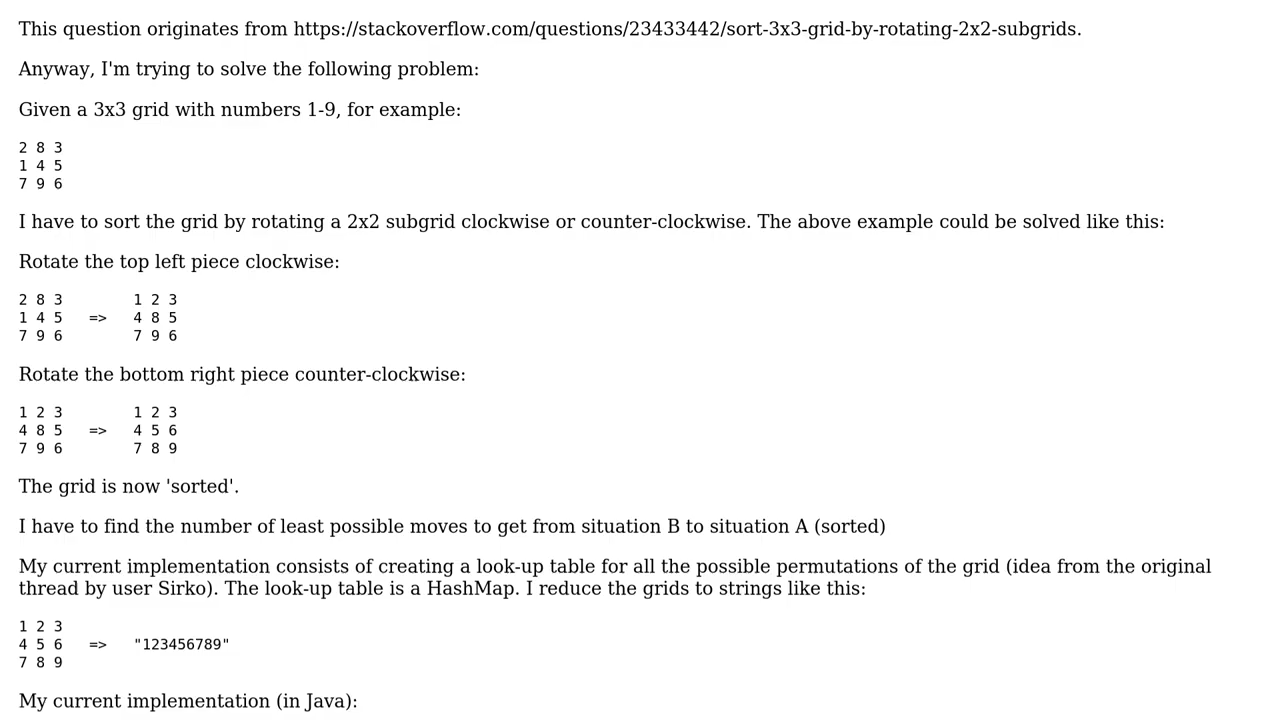 This question originates from https://stackoverflow.com/questions/23433442/sort-3x3-grid-by-rotating-2x2-subgrids.
Anyway, I'm trying to solve the following problem:
Given a 3x3 grid with numbers 1-9, for example:
2 8 3
1 4 5
7 9 6
I have to sort the grid by rotating a 2x2 subgrid clockwise or counter-clockwise. The above example could be solved like this:
Rotate the top left piece clockwise:
2 8 3        1 2 3
1 4 5   =>   4 8 5
7 9 6        7 9 6
Rotate the bottom right piece counter-clockwise:
1 2 3        1 2 3
4 8 5   =>   4 5 6
7 9 6        7 8 9
The grid is now 'sorted'.
I have to find the number of least possible moves to get from situation B to situation A (sorted)
My current implementation consists of creating a look-up table for all the possible permutations of the grid (idea from the original
thread by user Sirko). The look-up table is a HashMap. I reduce the grids to strings like this:
1 2 3
4 5 6   =>   "123456789"
7 8 9
My current implementation (in Java):